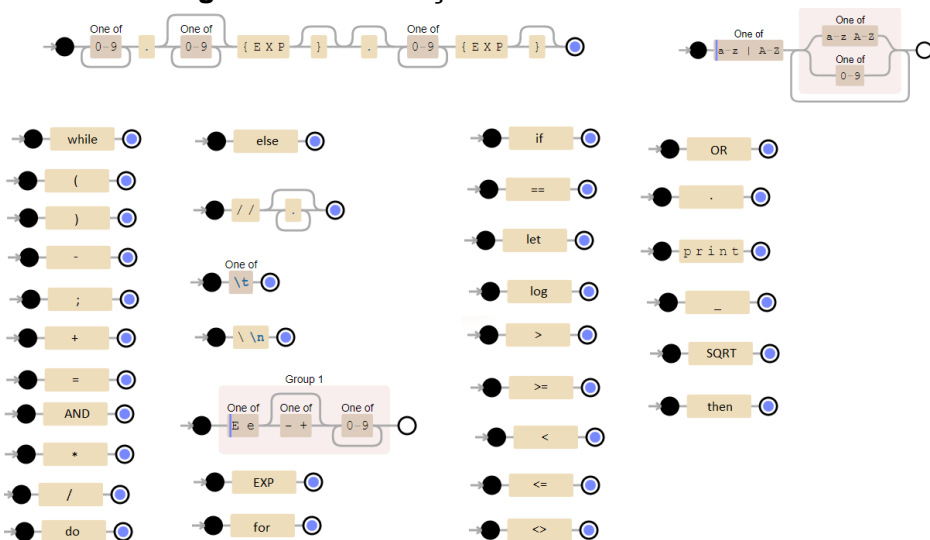 One of
0-9
.
One of
0-9
{ E X P
}
.
One of
0-9
{ E X P
}
One of
a-z | A-Z
One of
a-z A-Z
One of
0-9
while
(
)
-
;
+
=
AND
*
/
do
else
//
.
One of
\t
\ \n
Group 1
One of
E e
One of
- +
One of
0-9
EXP
for
if
==
let
log
>
>=
<
<=
<>
OR
.
print
_
SQRT
then